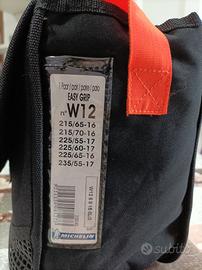 1 Paar / pair / paire / paio
EASY GRIP
n° W12
215/65-16
215/70-16
225/55-17
225/60-17
225/65-16
235/55-17
MICHELIN
subito